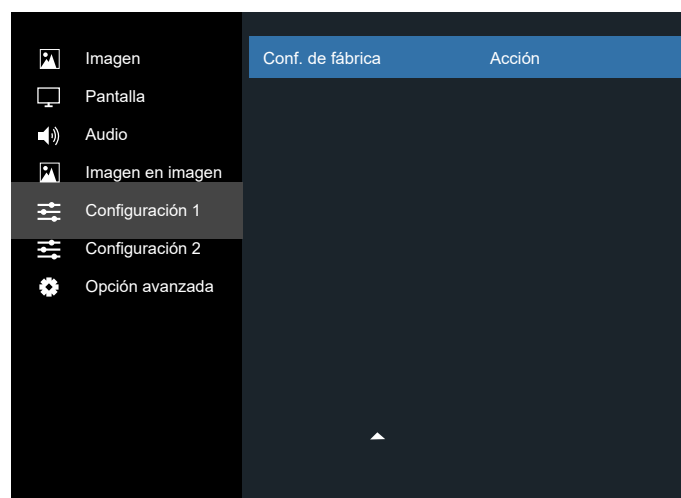 Imagen
Conf. de fábrica Acción
Pantalla
Audio
Imagen en imagen
Configuración 1
Configuración 2
Opción avanzada